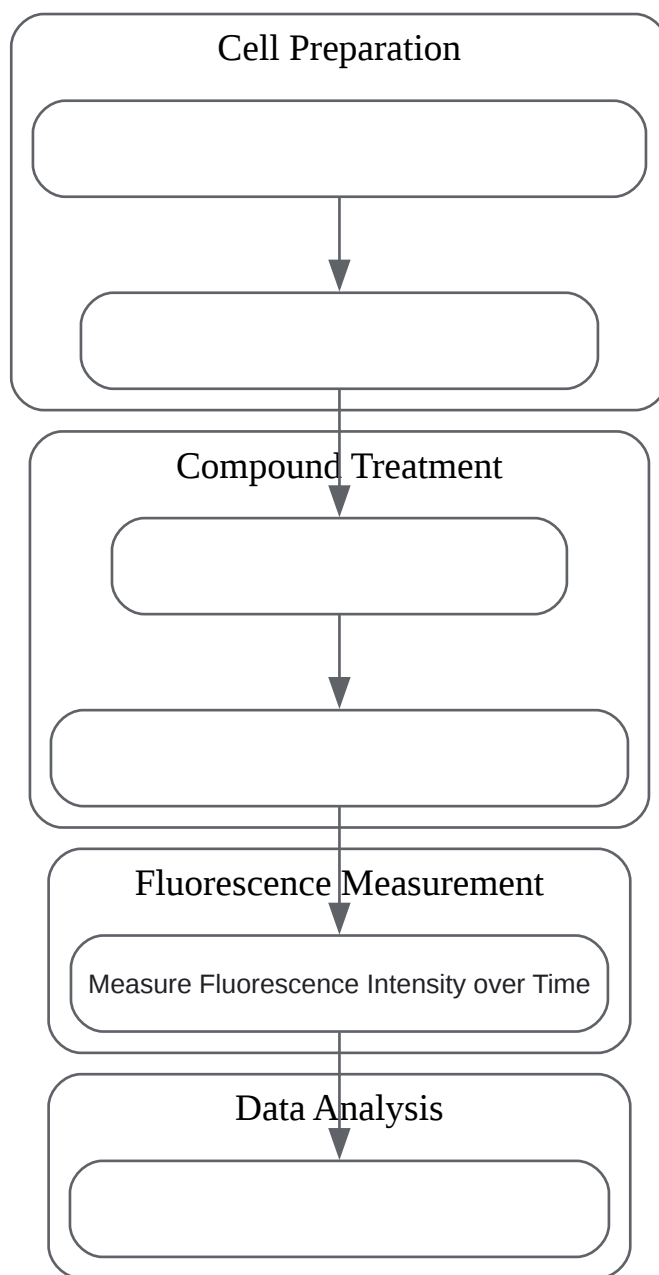 Cell Preparation
Compound Treatment
Fluorescence Measurement
Measure Fluorescence Intensity over Time
Data Analysis